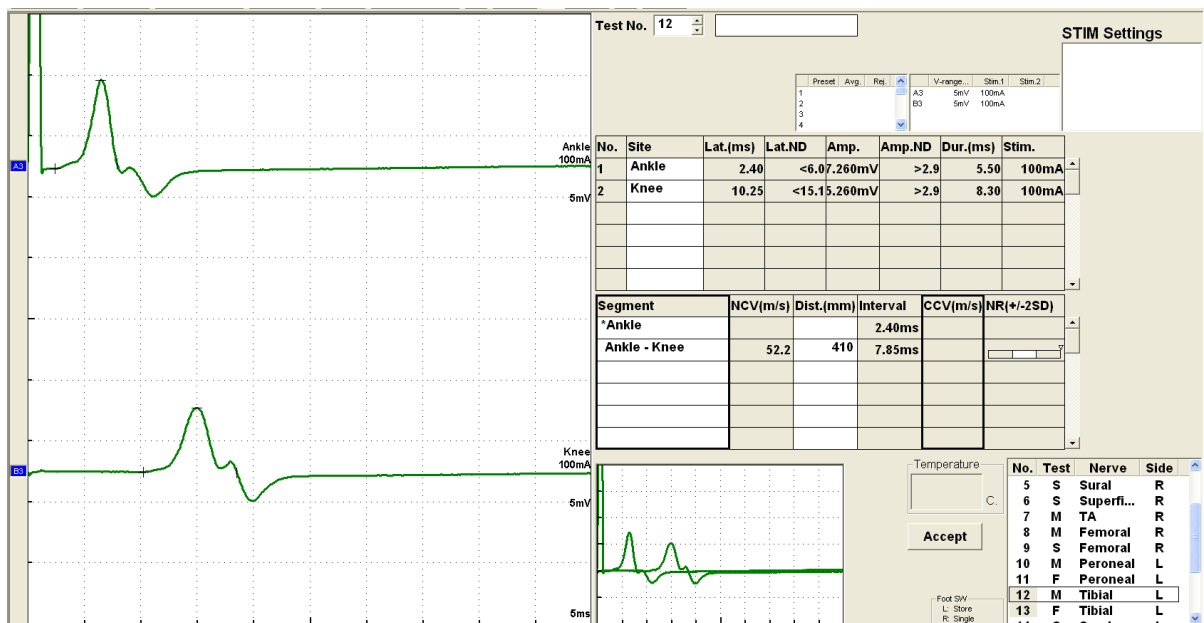 Test No. 12
STIM Settings
Preset Avg. Rej.
1
2
3
4
V-range... Stim.1 Stim.2
A3 5mV 100mA
B3 5mV 100mA
A3
Ankle
100mA
5mV
B3
Knee
100mA
5mV
5ms
No. Site Lat.(ms) Lat.ND Amp. Amp.ND Dur.(ms) Stim.
1 Ankle 2.40 <6.0 7.260mV >2.9 5.50 100mA
2 Knee 10.25 <15.1 5.260mV >2.9 8.30 100mA
Segment NCV(m/s) Dist.(mm) Interval CCV(m/s) NR(+/-2SD)
*Ankle 2.40ms
Ankle - Knee 52.2 410 7.85ms
Temperature
C.
Accept
Foot SW
L: Store
R: Single
No. Test Nerve Side
5 S Sural R
6 S Superfi... R
7 M TA R
8 M Femoral R
9 S Femoral R
10 M Peroneal L
11 F Peroneal L
12 M Tibial L
13 F Tibial L